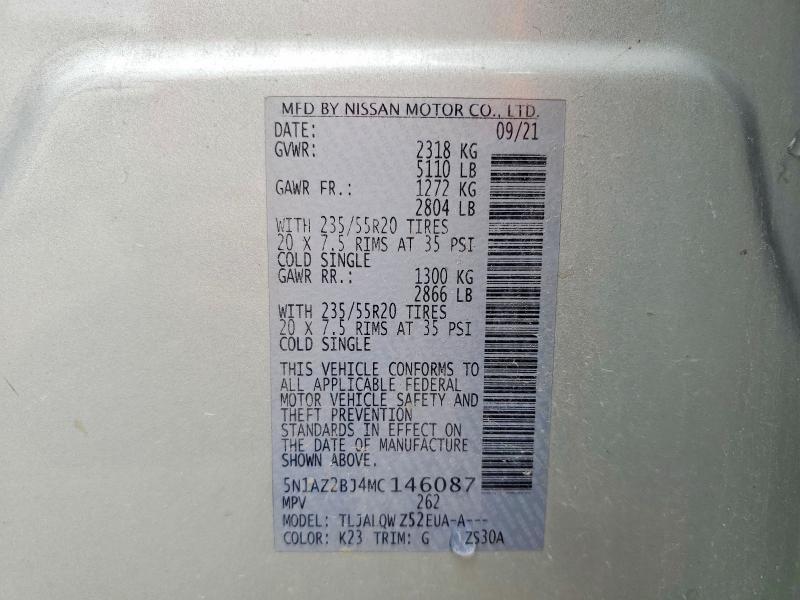 MFD BY NISSAN MOTOR CO., LTD.
DATE: 09/21
GVWR: 2318 KG
5110 LB
GAWR FR.: 1272 KG
2804 LB
WITH 235/55R20 TIRES
20 X 7.5 RIMS AT 35 PSI
COLD SINGLE
GAWR RR.: 1300 KG
2866 LB
WITH 235/55R20 TIRES
20 X 7.5 RIMS AT 35 PSI
COLD SINGLE
THIS VEHICLE CONFORMS TO
ALL APPLICABLE FEDERAL
MOTOR VEHICLE SAFETY AND
THEFT PREVENTION
STANDARDS IN EFFECT ON
THE DATE OF MANUFACTURE
SHOWN ABOVE.
5N1AZ2BJ4MC146087
MPV 262
MODEL: TLJALQW Z52EUA-A---
COLOR: K23 TRIM: G ZS30A